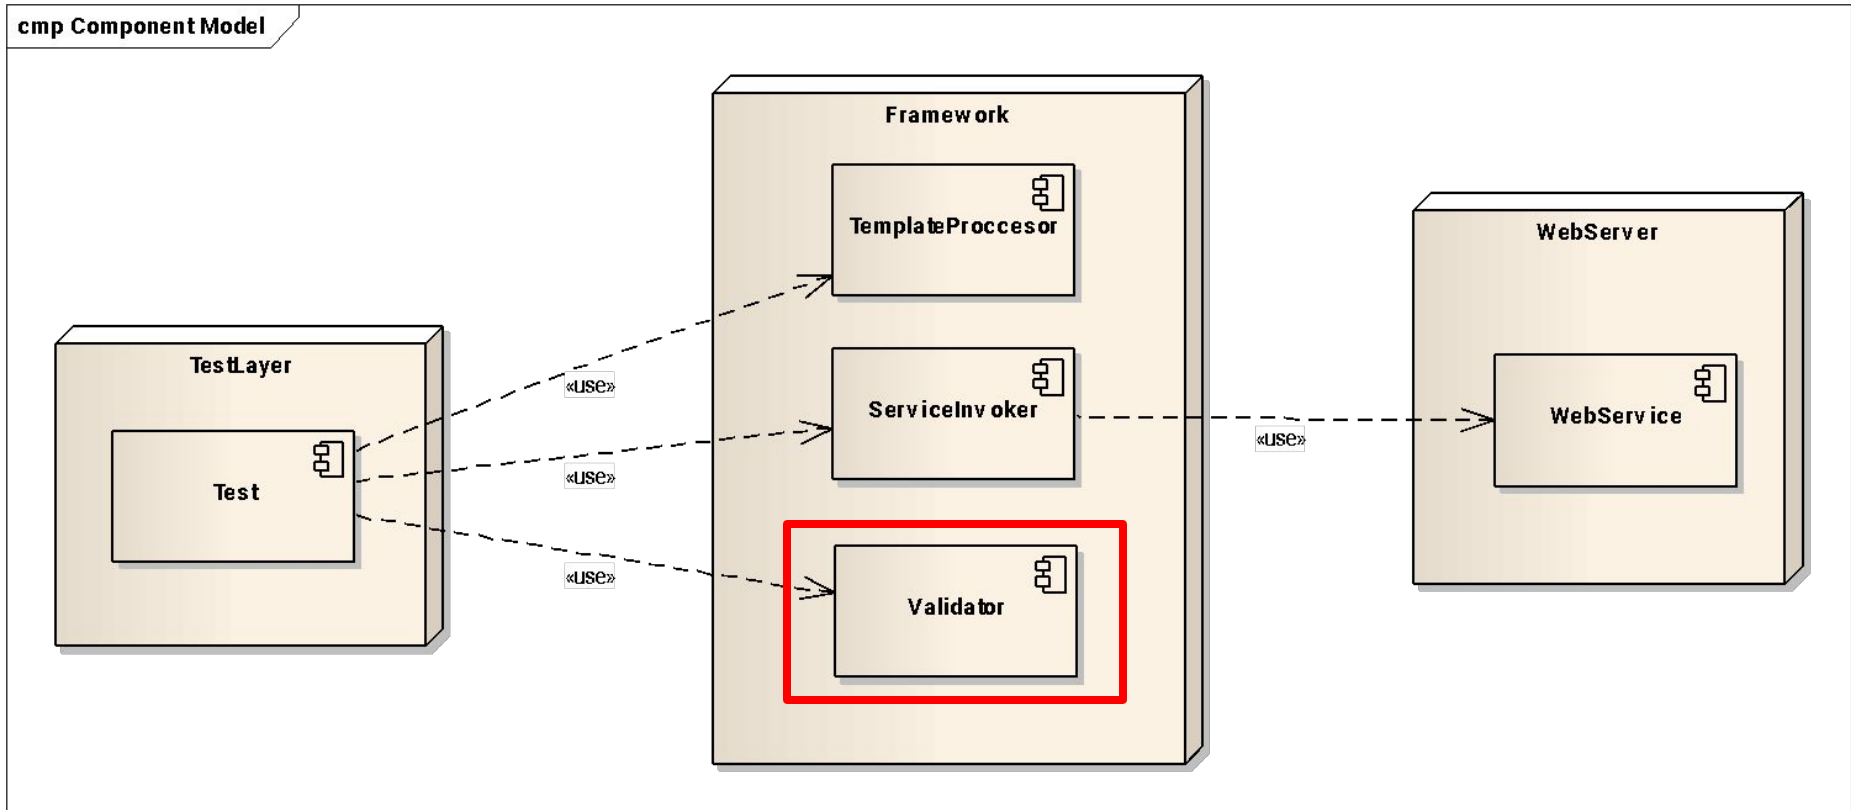 cmp Component Model
Framework
TemplateProccesor
WebServer
TestLayer
«use»
ServiceInvoker
WebService
«use»
Test
«use»
«use»
Validator